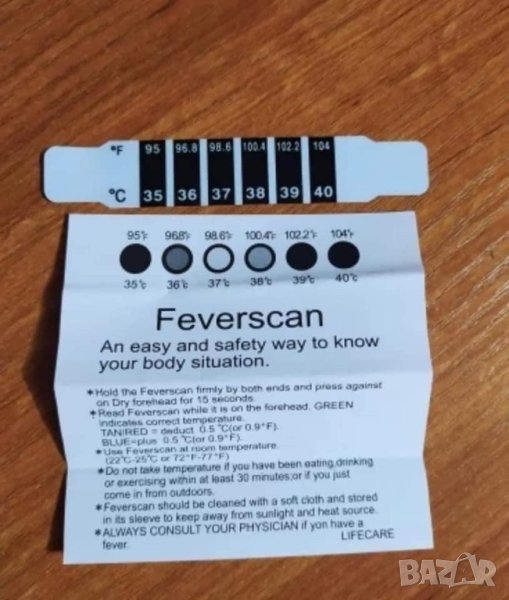 °F 95 96.8 98.6 100.4 102.2 104
°C 35 36 37 38 39 40
95°F 96.8°F 98.6°F 100.4°F 102.2°F 104°F
35°C 36°C 37°C 38°C 39°C 40°C
Feverscan
An easy and safety way to know
your body situation.
*Hold the Feverscan firmly by both ends and press against
on Dry forehead for 15 seconds.
*Read Feverscan while it is on the forehead. GREEN
indicates correct temperature.
TAN/RED = deduct 0.5 °C(or 0.9°F).
BLUE=plus 0.5 °C(or 0.9°F).
*Use Feverscan at room temperature.
(22°C-25°C or 72°F-77°F)
*Do not take temperature if you have been eating,drinking
or exercising within at least 30 minutes;or if you just
come in from outdoors.
*Feverscan should be cleaned with a soft cloth and stored
in its sleeve to keep away from sunlight and heat source.
*ALWAYS CONSULT YOUR PHYSICIAN if yon have a
fever. LIFECARE
BAZAR